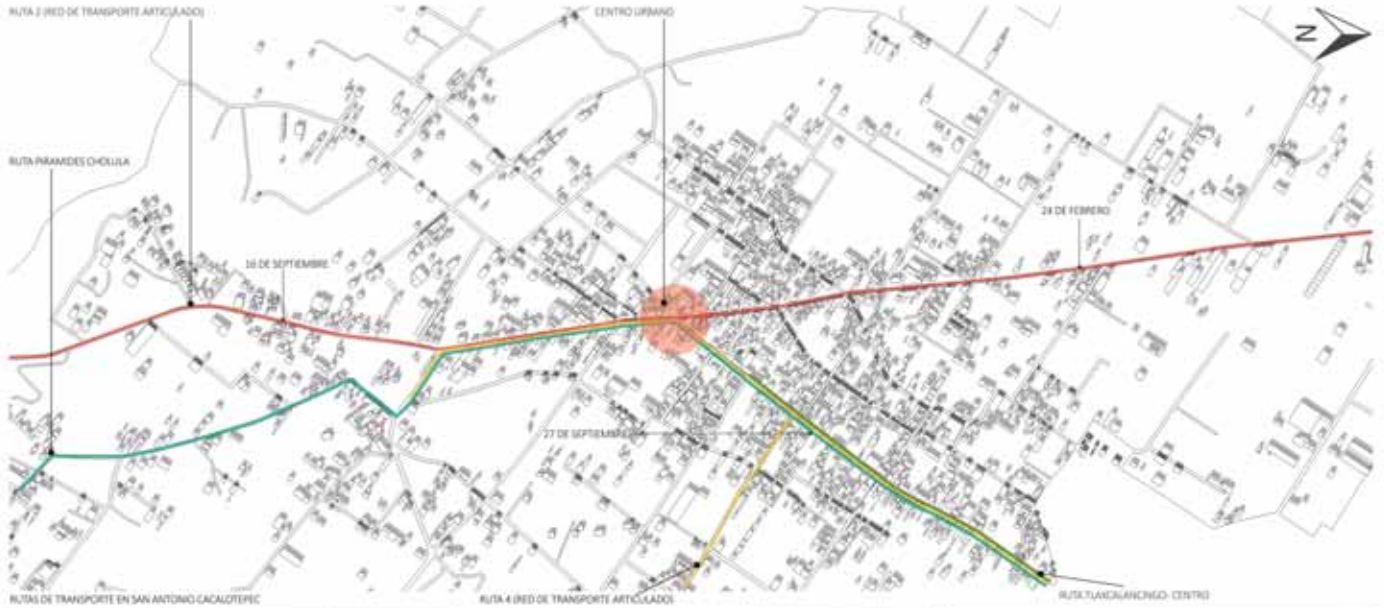 RUTA 2 (RED DE TRANSPORTE ARTICULADO)
CENTRO URBANO
N
RUTA PIRAMIDES CHOLULA
24 DE FEBRERO
16 DE SEPTIEMBRE
27 DE SEPTIEMBRE
RUTAS DE TRANSPORTE EN SAN ANTONIO CACALOTEPEC
RUTA 4 (RED DE TRANSPORTE ARTICULADO)
RUTA TLAXCALANCINGO- CENTRO